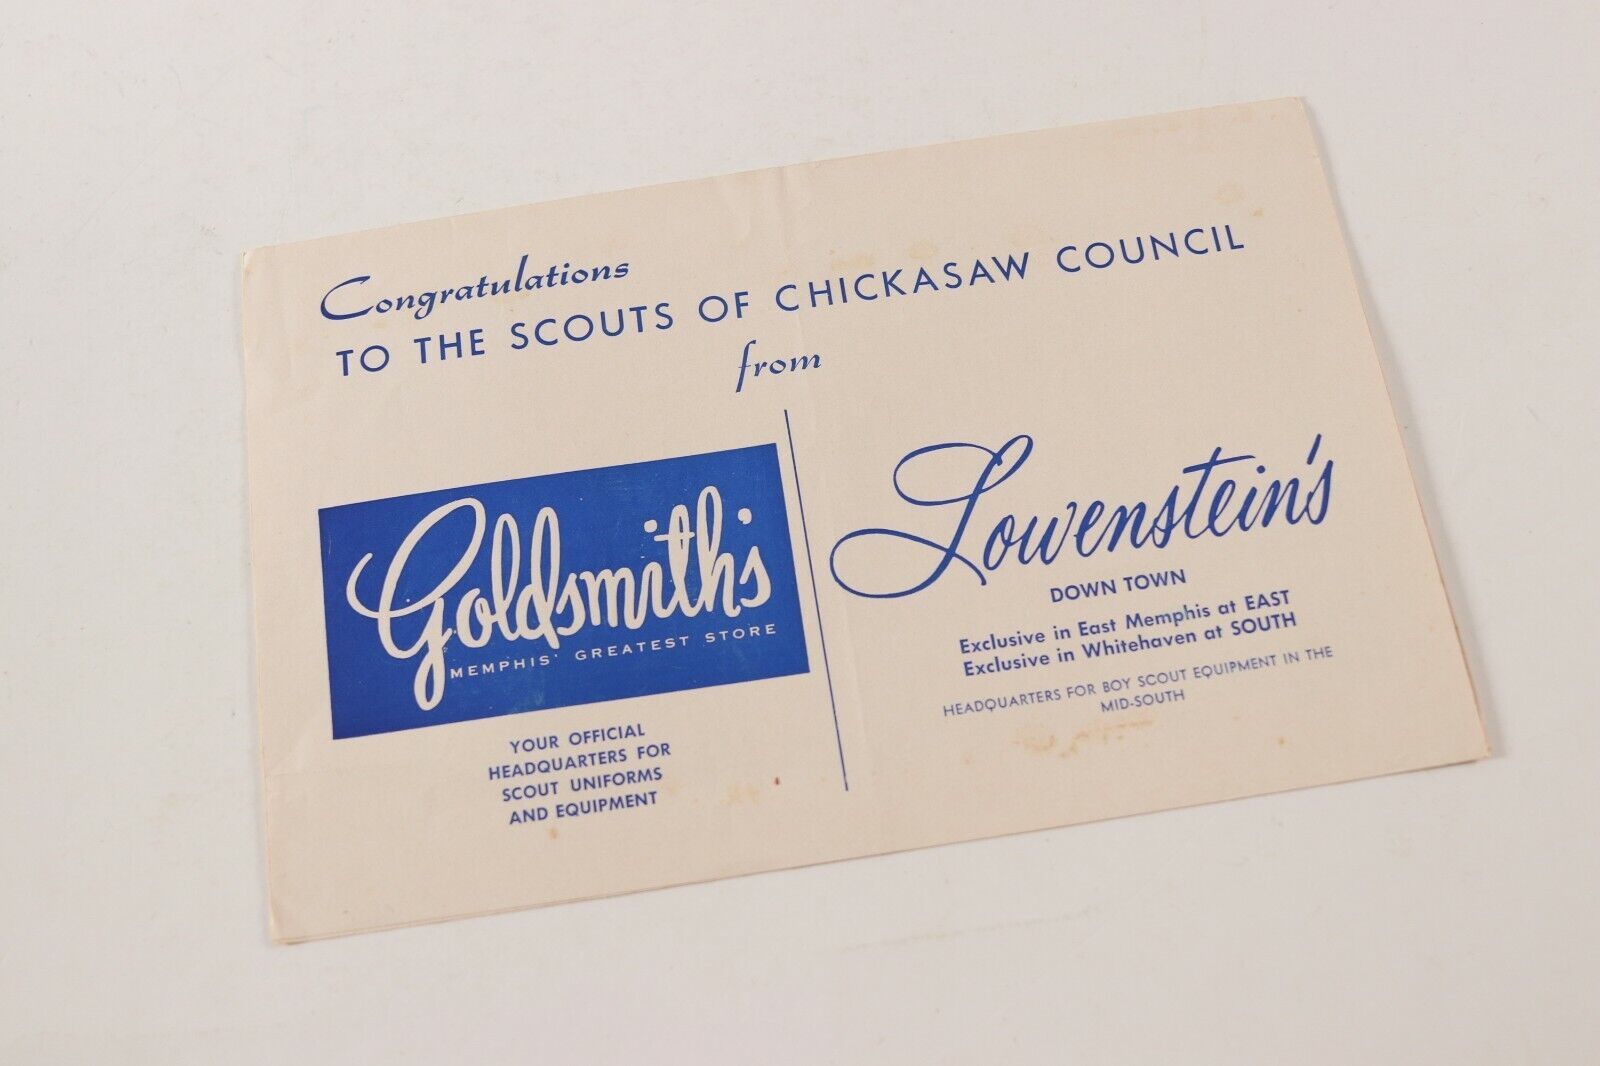 Congratulations
TO THE SCOUTS OF CHICKASAW COUNCIL
from
Goldsmith's
MEMPHIS' GREATEST STORE
YOUR OFFICIAL
HEADQUARTERS FOR
SCOUT UNIFORMS
AND EQUIPMENT
Lowenstein's
DOWN TOWN
Exclusive in East Memphis at EAST
Exclusive in Whitehaven at SOUTH
HEADQUARTERS FOR BOY SCOUT EQUIPMENT IN THE
MID-SOUTH